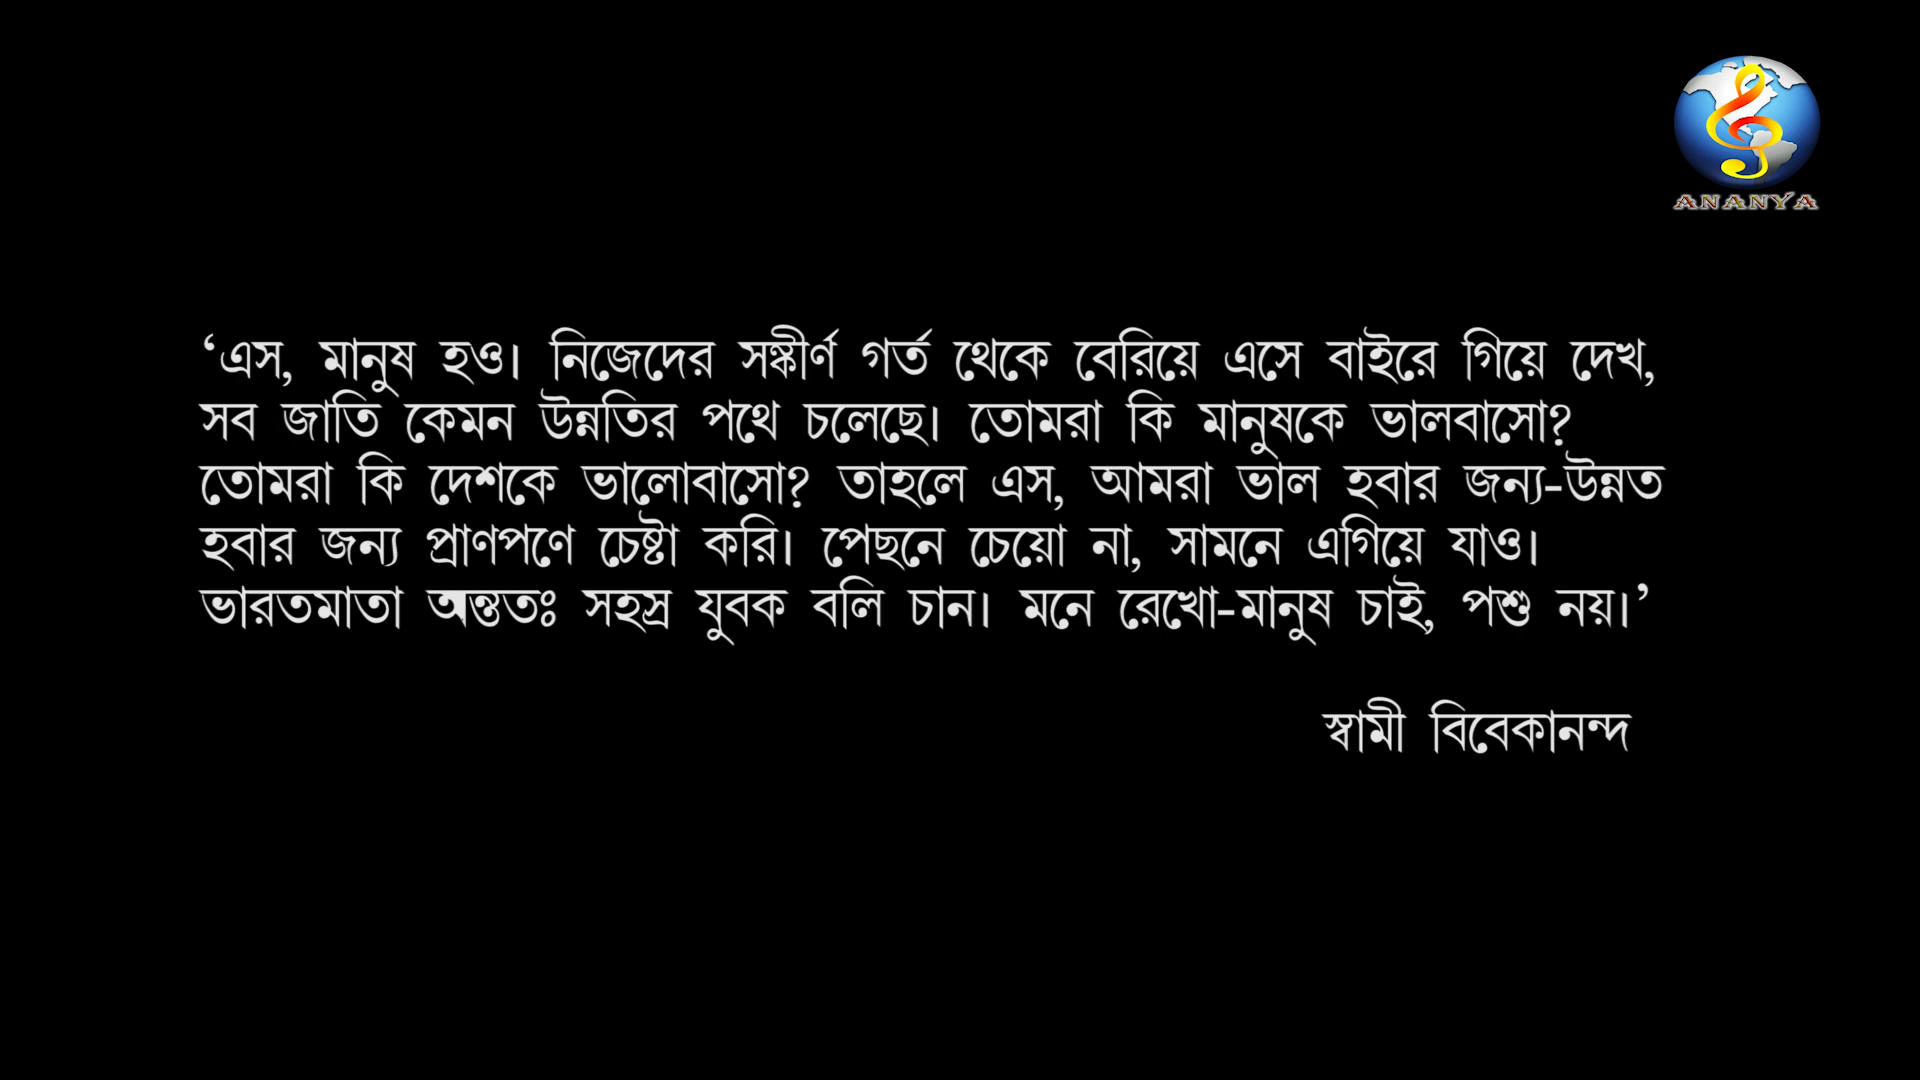 ANANYA
‘এস, মানুষ হও। নিজেদের সঙ্কীর্ণ গর্ত থেকে বেরিয়ে এসে বাইরে গিয়ে দেখ,
সব জাতি কেমন উন্নতির পথে চলেছে। তোমরা কি মানুষকে ভালবাসো?
তোমরা কি দেশকে ভালোবাসো? তাহলে এস, আমরা ভাল হবার জন্য-উন্নত
হবার জন্য প্রাণপণে চেষ্টা করি। পেছনে চেয়ো না, সামনে এগিয়ে যাও।
ভারতমাতা অন্ততঃ সহস্র যুবক বলি চান। মনে রেখো-মানুষ চাই, পশু নয়।’
স্বামী বিবেকানন্দ